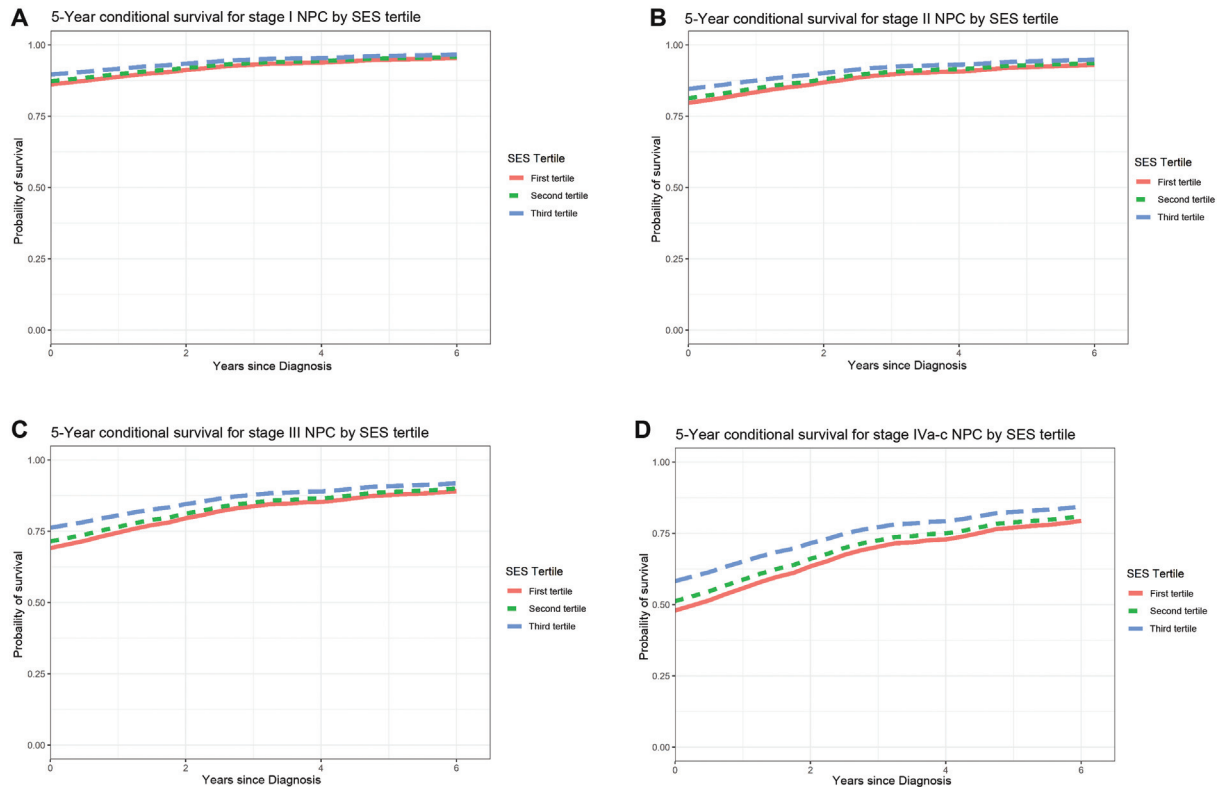 A
5-Year conditional survival for stage I NPC by SES tertile
1.00
0.75
0.50
0.25
0.00
Probaility of survival
0
2
4
6
Years since Diagnosis
SES Tertile
First tertile
Second tertile
Third tertile
B
5-Year conditional survival for stage II NPC by SES tertile
1.00
0.75
0.50
0.25
0.00
Probaility of survival
0
2
4
6
Years since Diagnosis
SES Tertile
First tertile
Second tertile
Third tertile
C
5-Year conditional survival for stage III NPC by SES tertile
1.00
0.75
0.50
0.25
0.00
Probaility of survival
0
2
4
6
Years since Diagnosis
SES Tertile
First tertile
Second tertile
Third tertile
D
5-Year conditional survival for stage IVa-c NPC by SES tertile
1.00
0.75
0.50
0.25
0.00
Probaility of survival
0
2
4
6
Years since Diagnosis
SES Tertile
First tertile
Second tertile
Third tertile